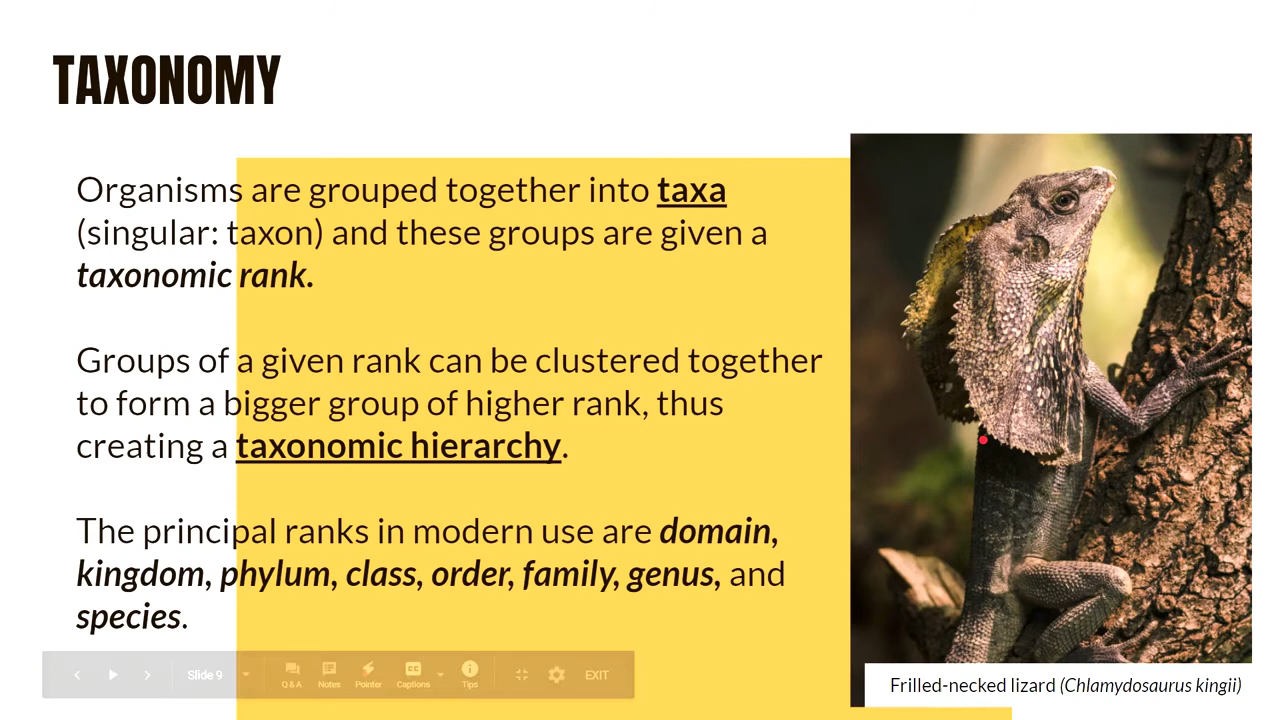 TAXONOMY
Organisms are grouped together into taxa
(singular: taxon) and these groups are given a
taxonomic rank.
Groups of a given rank can be clustered together
to form a bigger group of higher rank, thus
creating a taxonomic hierarchy.
The principal ranks in modern use are domain,
kingdom, phylum, class, order, family, genus, and
species.
Slide 9
Q & A
Notes
Pointer
Captions
Tips
EXIT
Frilled-necked lizard (Chlamydosaurus kingii)